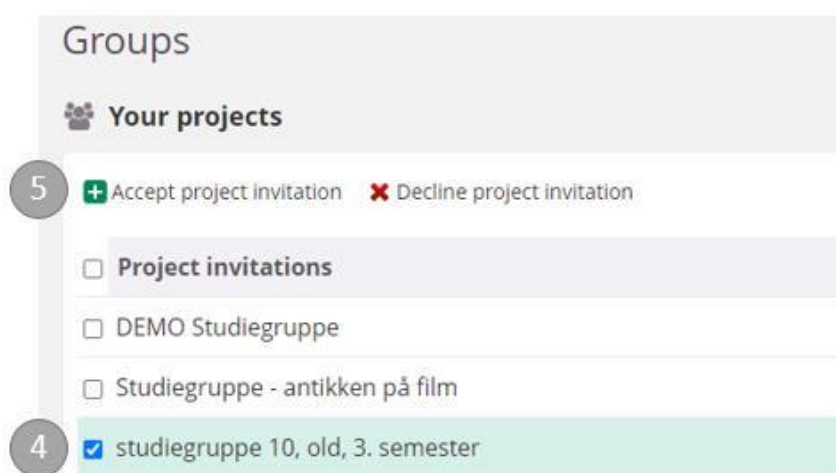 Groups
Your projects
5 Accept project invitation Decline project invitation
Project invitations
DEMO Studiegruppe
Studiegruppe - antikken på film
4 studiegruppe 10, old, 3. semester